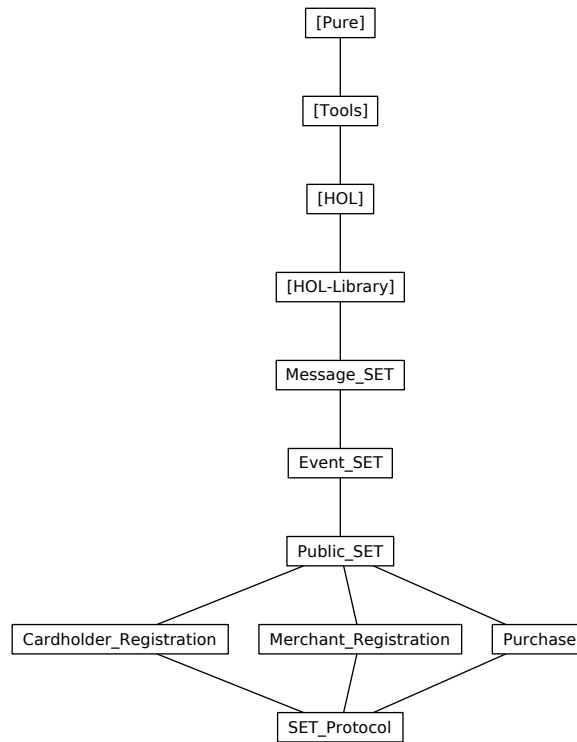 [Pure]
[Tools]
[HOL]
[HOL-Library]
Message_SET
Event_SET
Public_SET
Cardholder_Registration
Merchant_Registration
Purchase
SET_Protocol